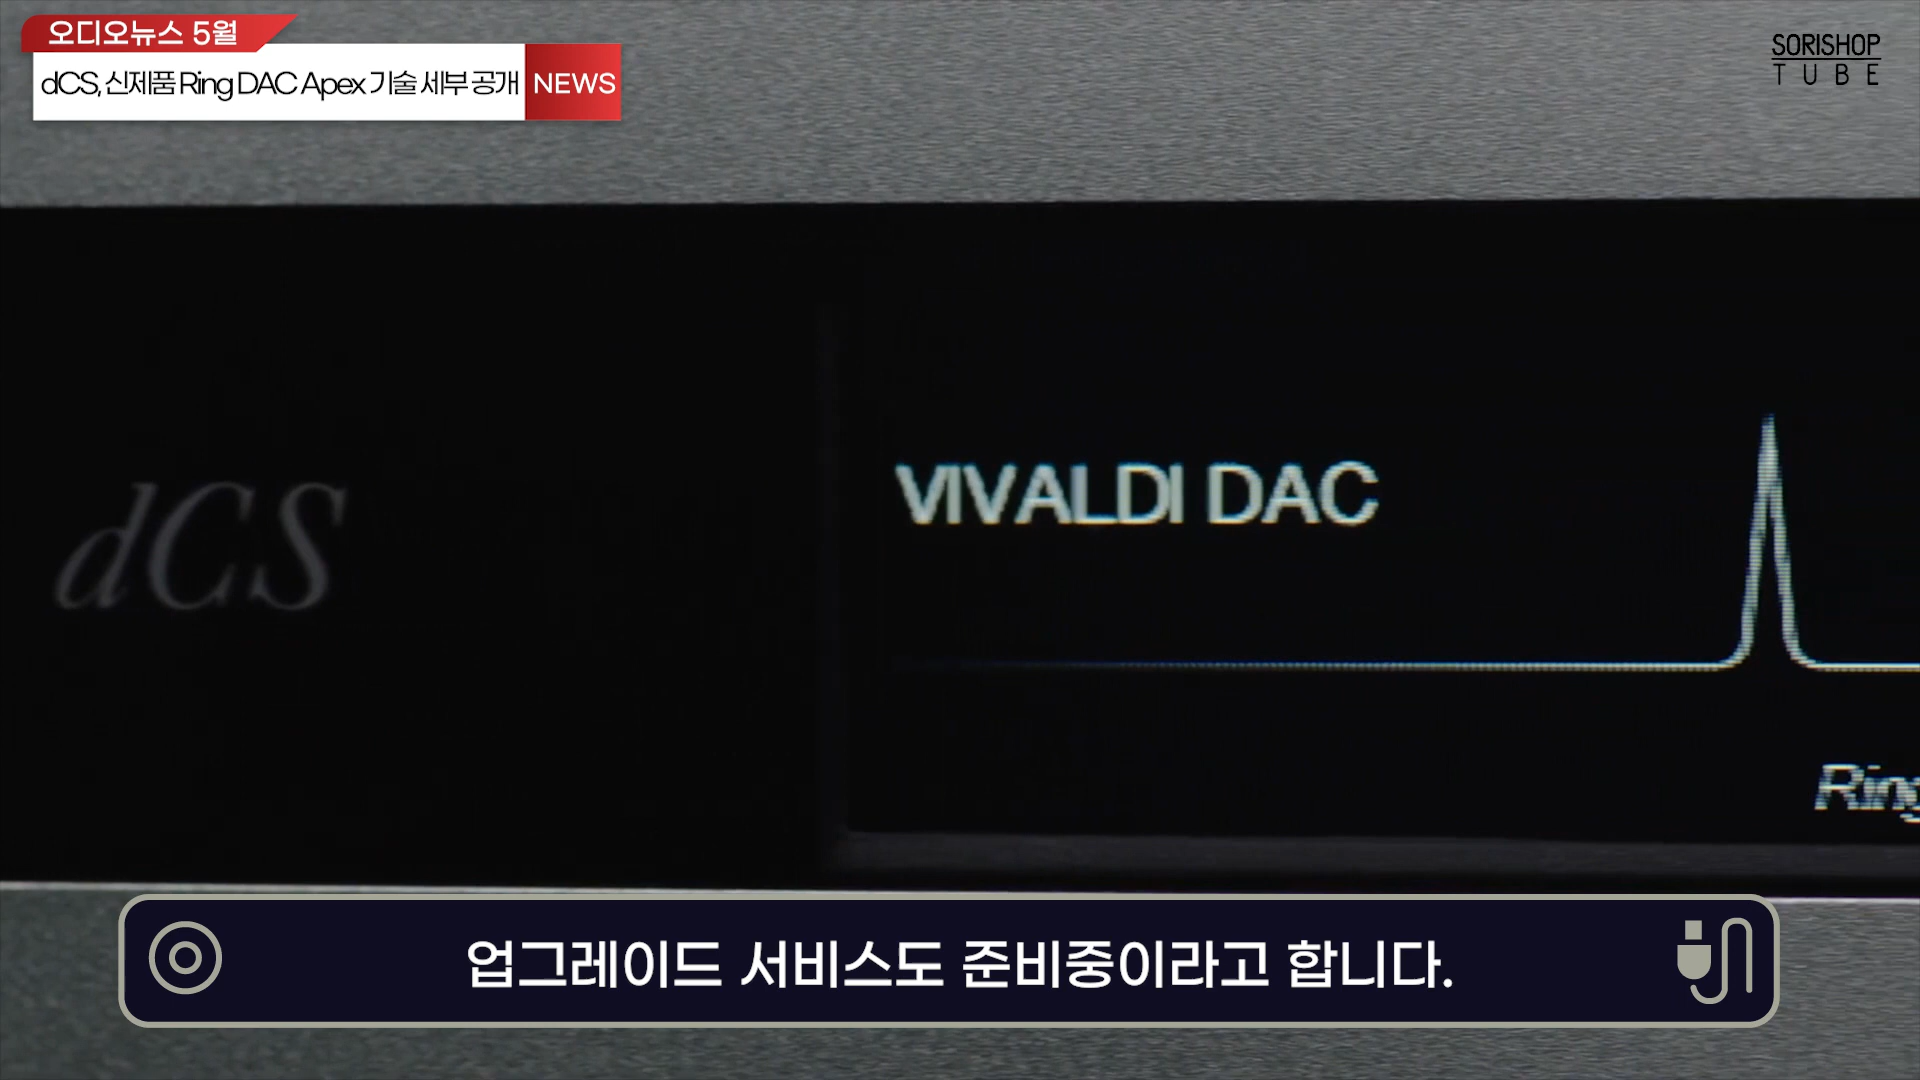 오디오뉴스 5월
dCS, 신제품 Ring DAC Apex 기술 세부 공개
NEWS
SORISHOP
TUBE
dCS
VIVALDI DAC
업그레이드 서비스도 준비중이라고 합니다.